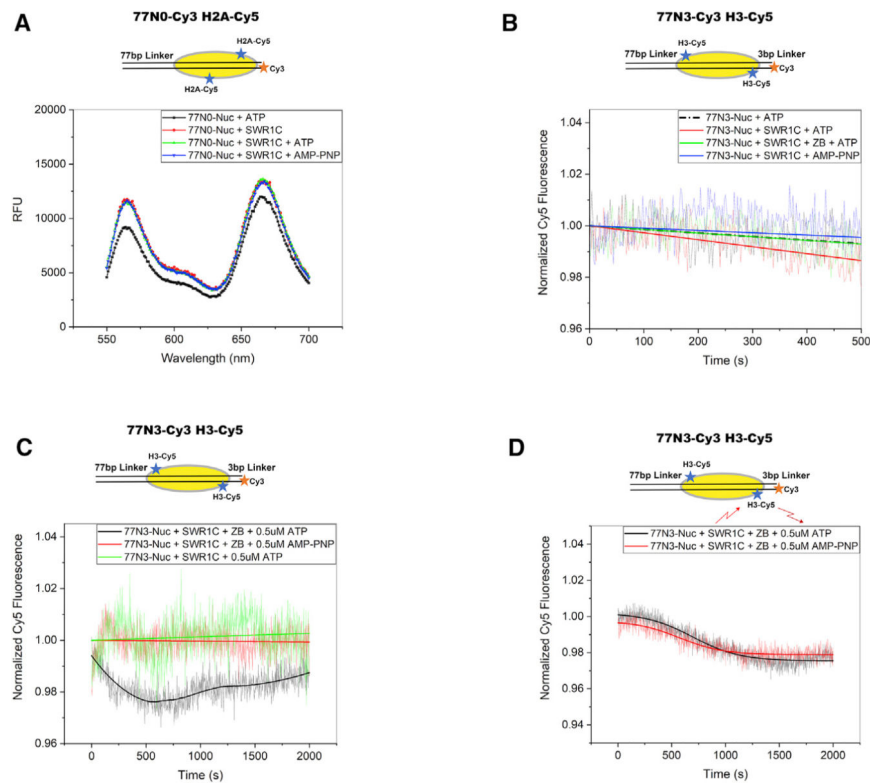 A
77N0-Cy3 H2A-Cy5
H2A-Cy5
77bp Linker
Cy3
H2A-Cy5
77N0-Nuc + ATP
77N0-Nuc + SWR1C
77N0-Nuc + SWR1C + ATP
77N0-Nuc + SWR1C + AMP-PNP
RFU
20000
15000
10000
5000
0
550 600 650 700
Wavelength (nm)
B
77N3-Cy3 H3-Cy5
H3-Cy5
77bp Linker 3bp Linker
Cy3
H3-Cy5
77N3-Nuc + ATP
77N3-Nuc + SWR1C + ATP
77N3-Nuc + SWR1C + ZB + ATP
77N3-Nuc + SWR1C + AMP-PNP
Normalized Cy5 Fluorescence
1.04
1.02
1.00
0.98
0.96
0 100 200 300 400 500
Time (s)
C
77N3-Cy3 H3-Cy5
H3-Cy5
77bp Linker 3bp Linker
Cy3
H3-Cy5
77N3-Nuc + SWR1C + ZB + 0.5uM ATP
77N3-Nuc + SWR1C + ZB + 0.5uM AMP-PNP
77N3-Nuc + SWR1C + 0.5uM ATP
Normalized Cy5 Fluorescence
1.04
1.02
1.00
0.98
0.96
0 500 1000 1500 2000
Time (s)
D
77N3-Cy3 H3-Cy5
H3-Cy5
77bp Linker 3bp Linker
Cy3
H3-Cy5
77N3-Nuc + SWR1C + ZB + 0.5uM ATP
77N3-Nuc + SWR1C + ZB + 0.5uM AMP-PNP
Normalized Cy5 Fluorescence
1.04
1.02
1.00
0.98
0.96
0.94
0 500 1000 1500 2000
Time (s)